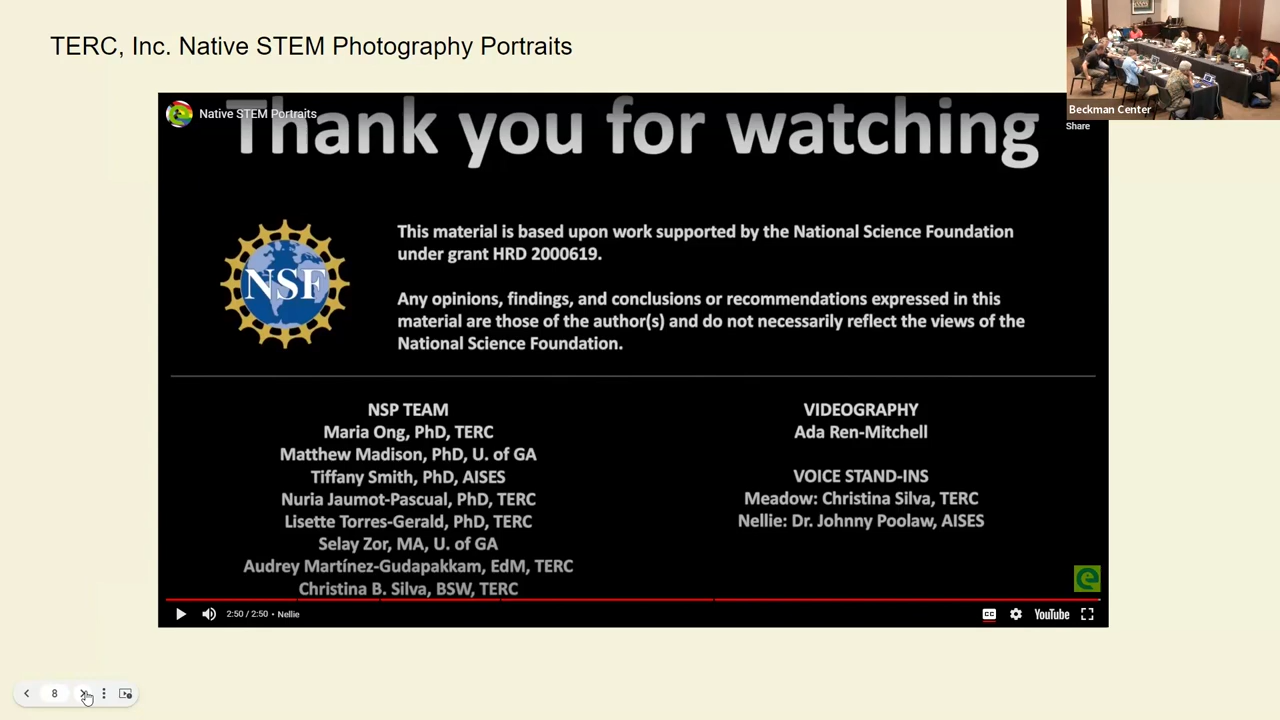 TERC, Inc. Native STEM Photography Portraits
Beckman Center
Share
Native STEM Portraits
Thank you for watching
NSF
This material is based upon work supported by the National Science Foundation
under grant HRD 2000619.
Any opinions, findings, and conclusions or recommendations expressed in this
material are those of the author(s) and do not necessarily reflect the views of the
National Science Foundation.
NSP TEAM
Maria Ong, PhD, TERC
Matthew Madison, PhD, U. of GA
Tiffany Smith, PhD, AISES
Nuria Jaumot-Pascual, PhD, TERC
Lisette Torres-Gerald, PhD, TERC
Selay Zor, MA, U. of GA
Audrey Martínez-Gudapakkam, EdM, TERC
Christina B. Silva, BSW, TERC
VIDEOGRAPHY
Ada Ren-Mitchell
VOICE STAND-INS
Meadow: Christina Silva, TERC
Nellie: Dr. Johnny Poolaw, AISES
e
2:50 / 2:50 • Nellie
CC
YouTube
8